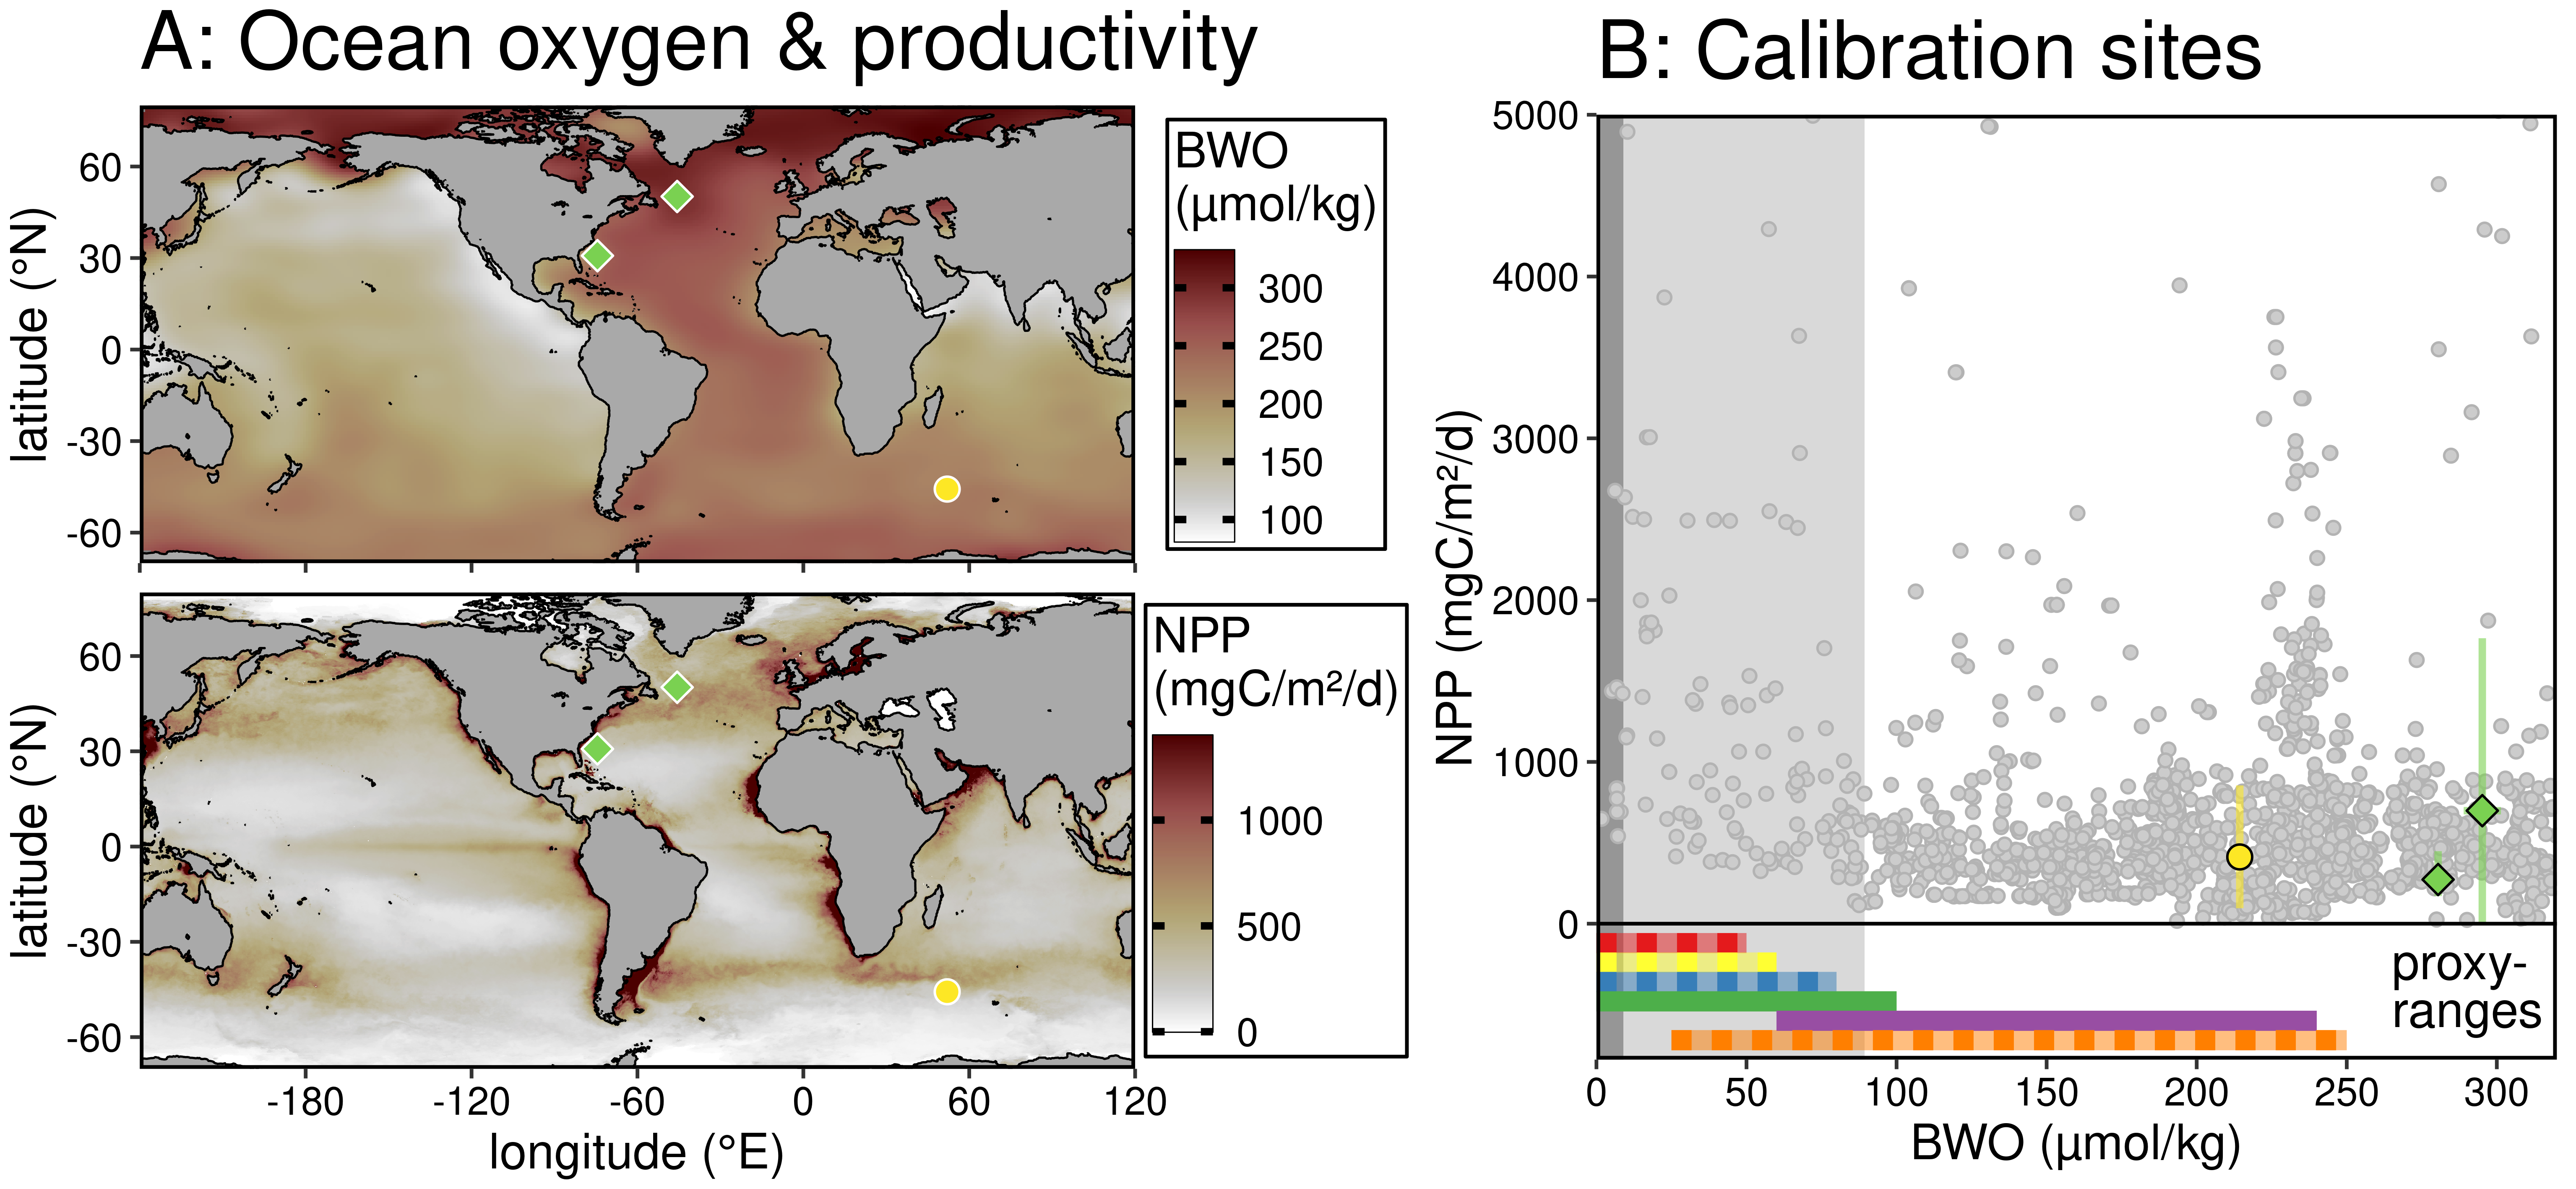 A: Ocean oxygen & productivity
B: Calibration sites
latitude (°N)
60
30
0
-30
-60
BWO
(µmol/kg)
300
250
200
150
100
latitude (°N)
60
30
0
-30
-60
NPP
(mgC/m²/d)
1000
500
0
-180
-120
-60
0
60
120
longitude (°E)
NPP (mgC/m²/d)
5000
4000
3000
2000
1000
0
proxy-
ranges
0
50
100
150
200
250
300
BWO (µmol/kg)